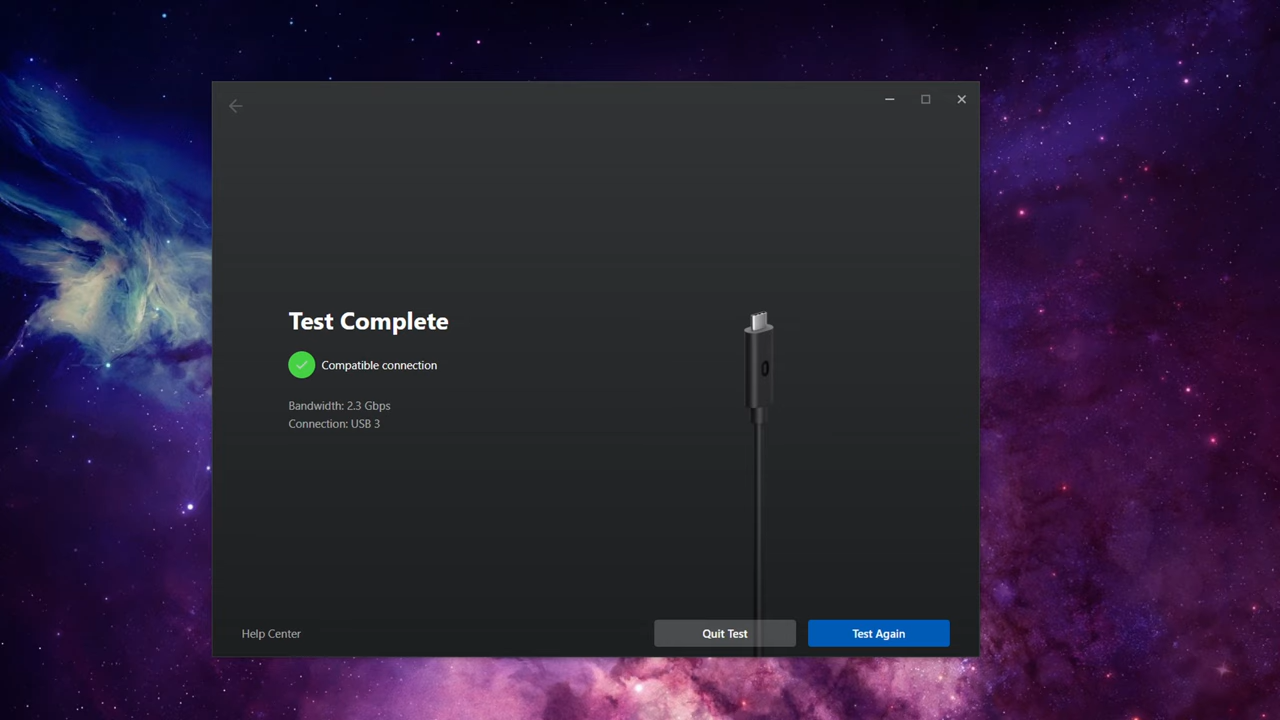 Test Complete
Compatible connection
Bandwidth: 2.3 Gbps
Connection: USB 3
Help Center
Quit Test
Test Again